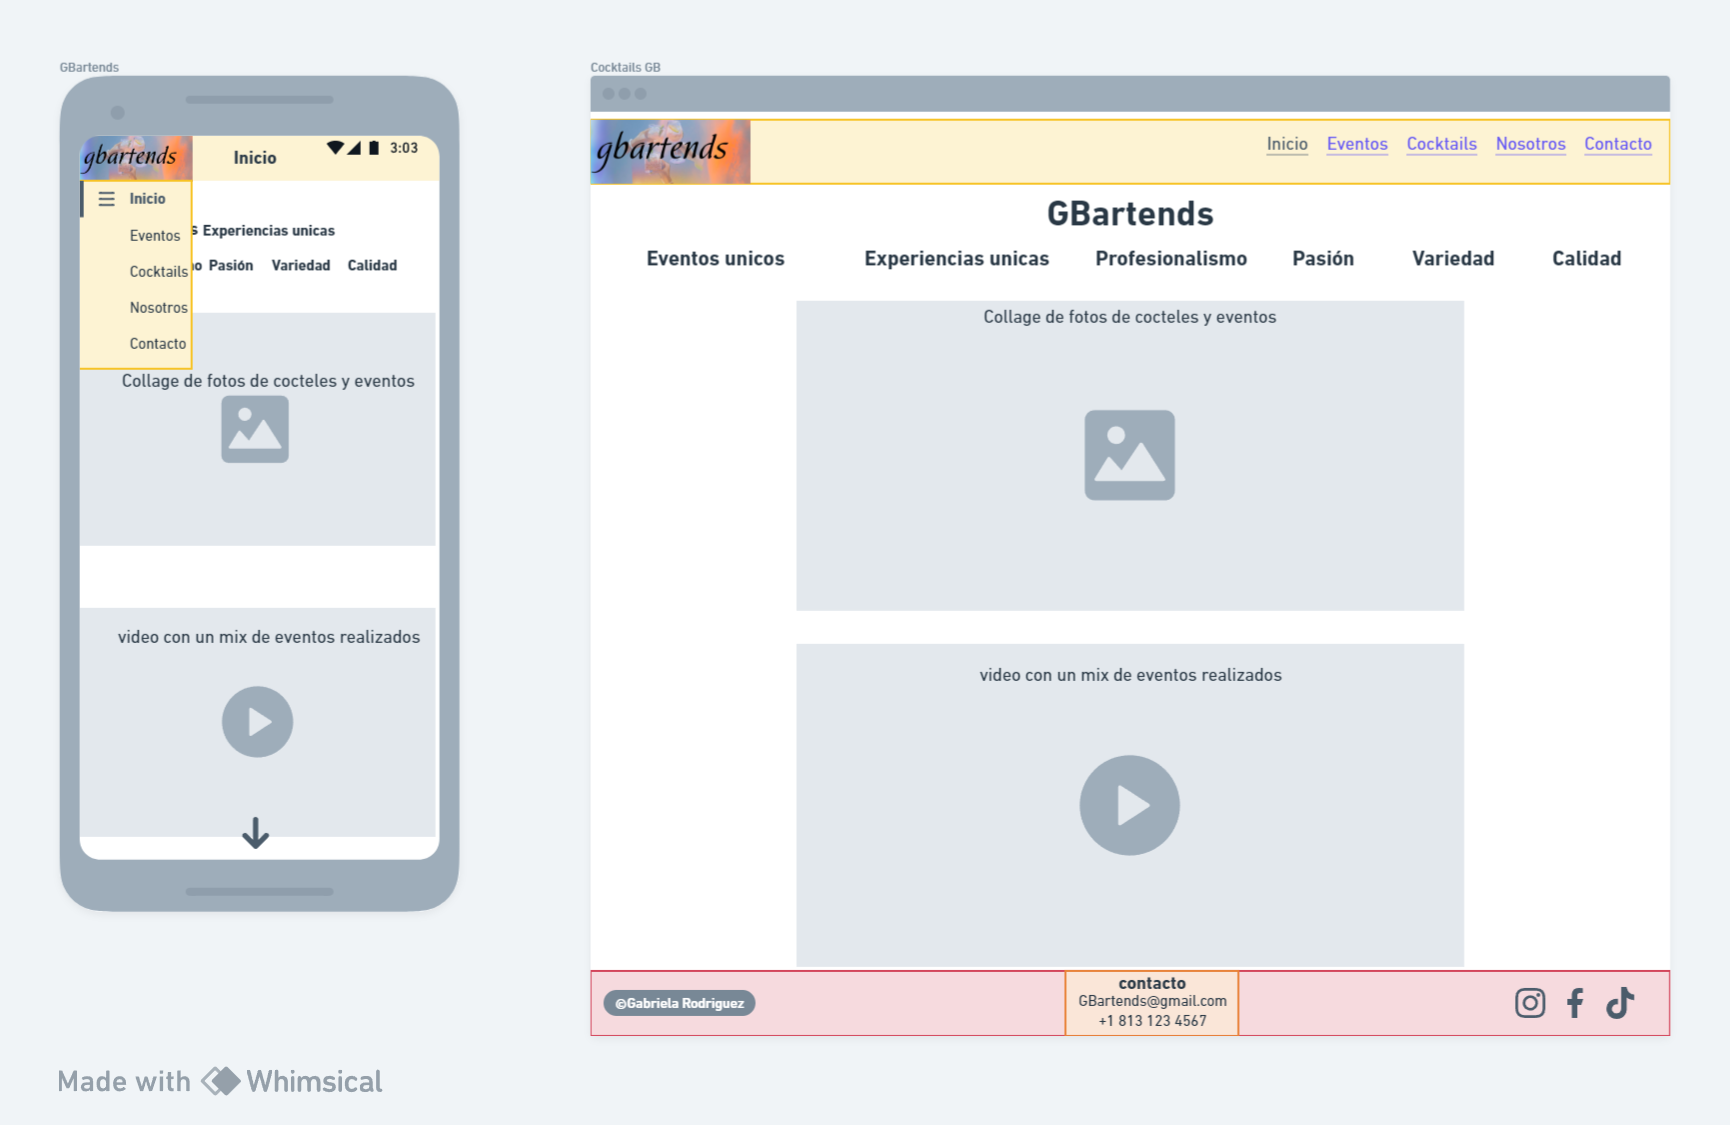 GBartends
gbartends
Inicio
3:03
Inicio
Eventos
Cocktails
Nosotros
Contacto
s Experiencias unicas
o Pasión Variedad Calidad
Collage de fotos de cocteles y eventos
video con un mix de eventos realizados
Cocktails GB
gbartends
Inicio Eventos Cocktails Nosotros Contacto
GBartends
Eventos unicos Experiencias unicas Profesionalismo Pasión Variedad Calidad
Collage de fotos de cocteles y eventos
video con un mix de eventos realizados
©Gabriela Rodriguez
contacto
GBartends@gmail.com
+1 813 123 4567
Made with Whimsical